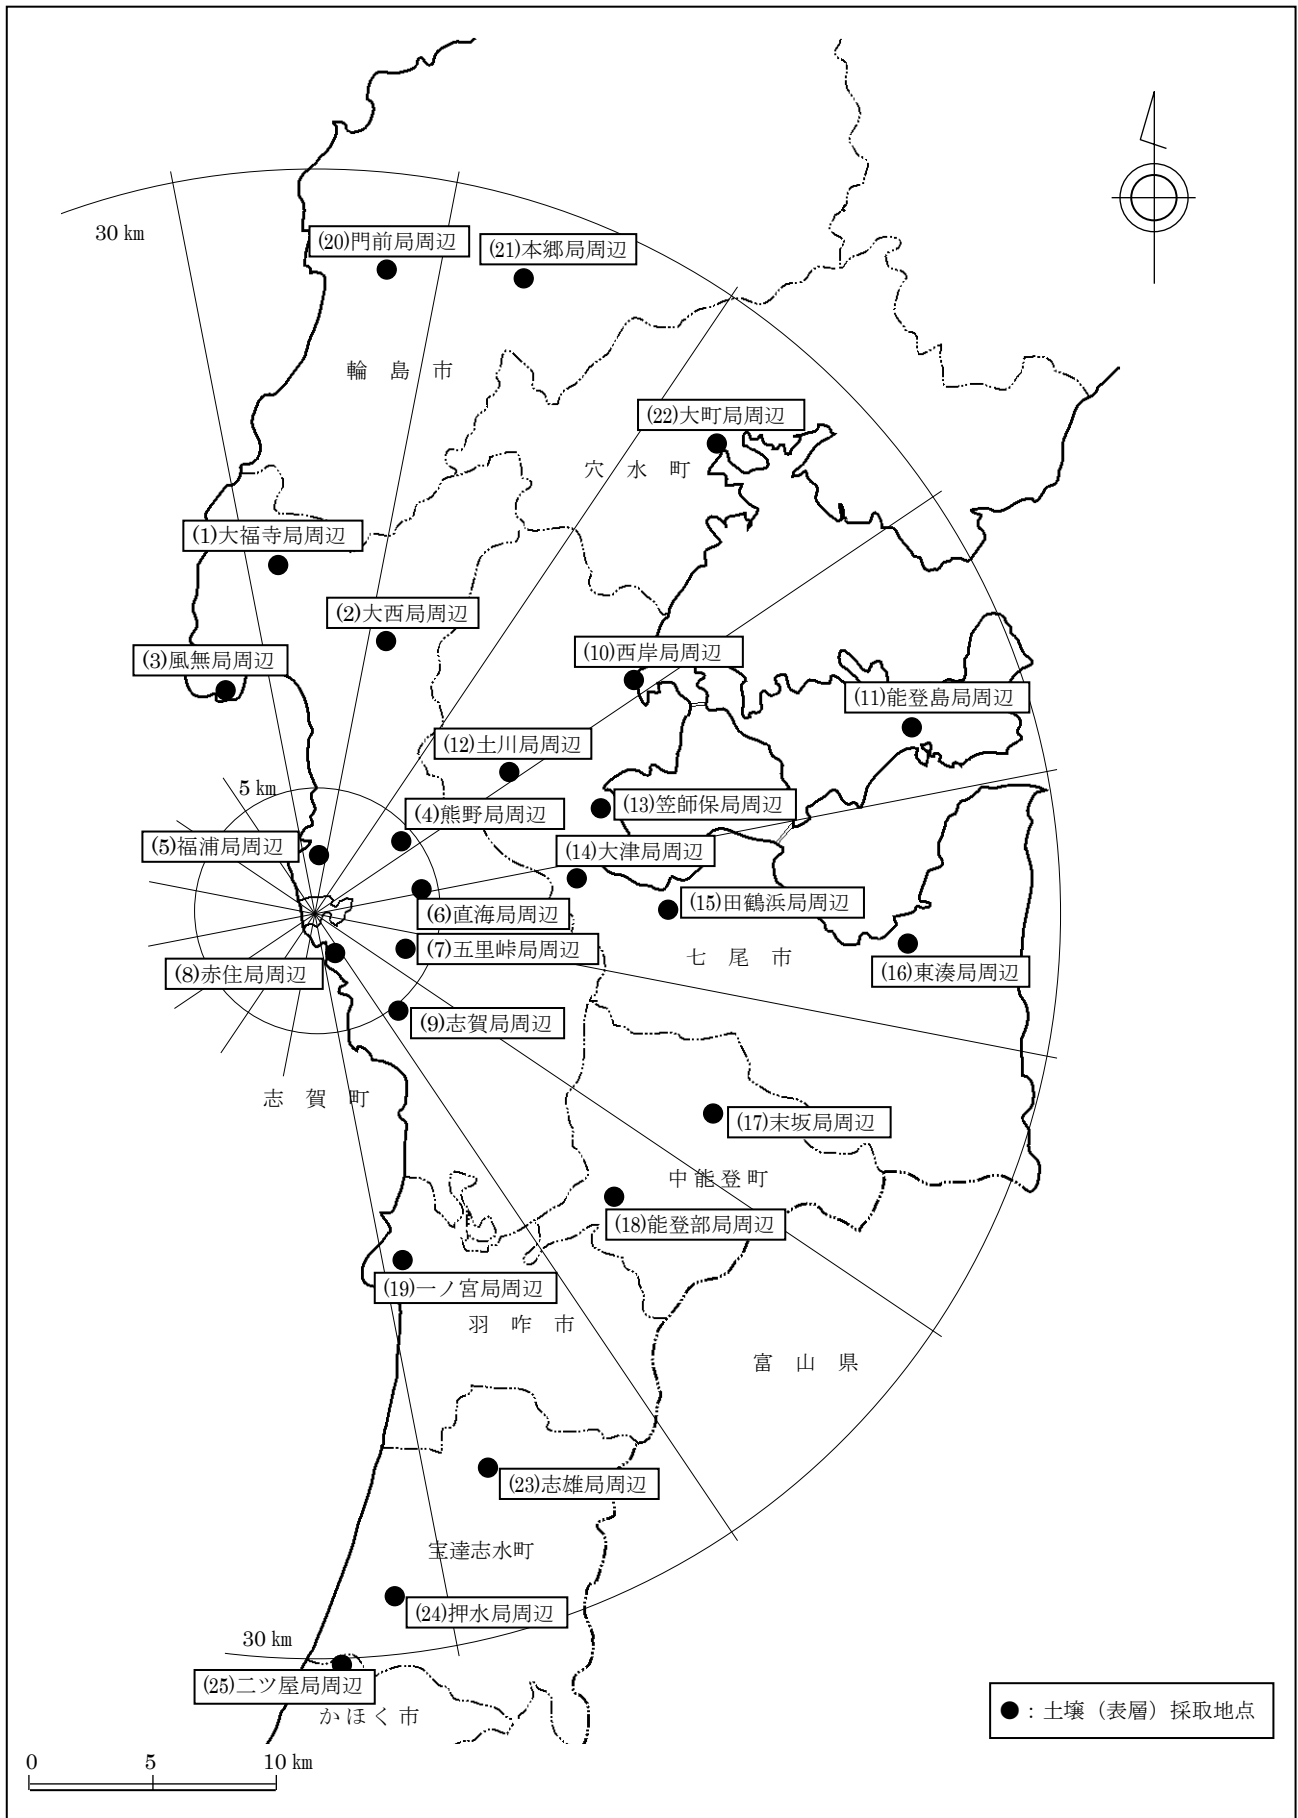 30 km
(20)門前局周辺
(21)本郷局周辺
輪島市
(22)大町局周辺
穴水町
(1)大福寺局周辺
(2)大西局周辺
(3)風無局周辺
(10)西岸局周辺
(11)能登島局周辺
(12)土川局周辺
5 km
(4)熊野局周辺
(13)笠師保局周辺
(5)福浦局周辺
(14)大津局周辺
(15)田鶴浜局周辺
(6)直海局周辺
(7)五里峠局周辺
七尾市
(16)東湊局周辺
(8)赤住局周辺
(9)志賀局周辺
志賀町
(17)末坂局周辺
中能登町
(18)能登部局周辺
(19)一ノ宮局周辺
羽咋市
富山県
(23)志雄局周辺
宝達志水町
(24)押水局周辺
30 km
(25)二ツ屋局周辺
かほく市
●：土壌（表層）採取地点
0 5 10 km